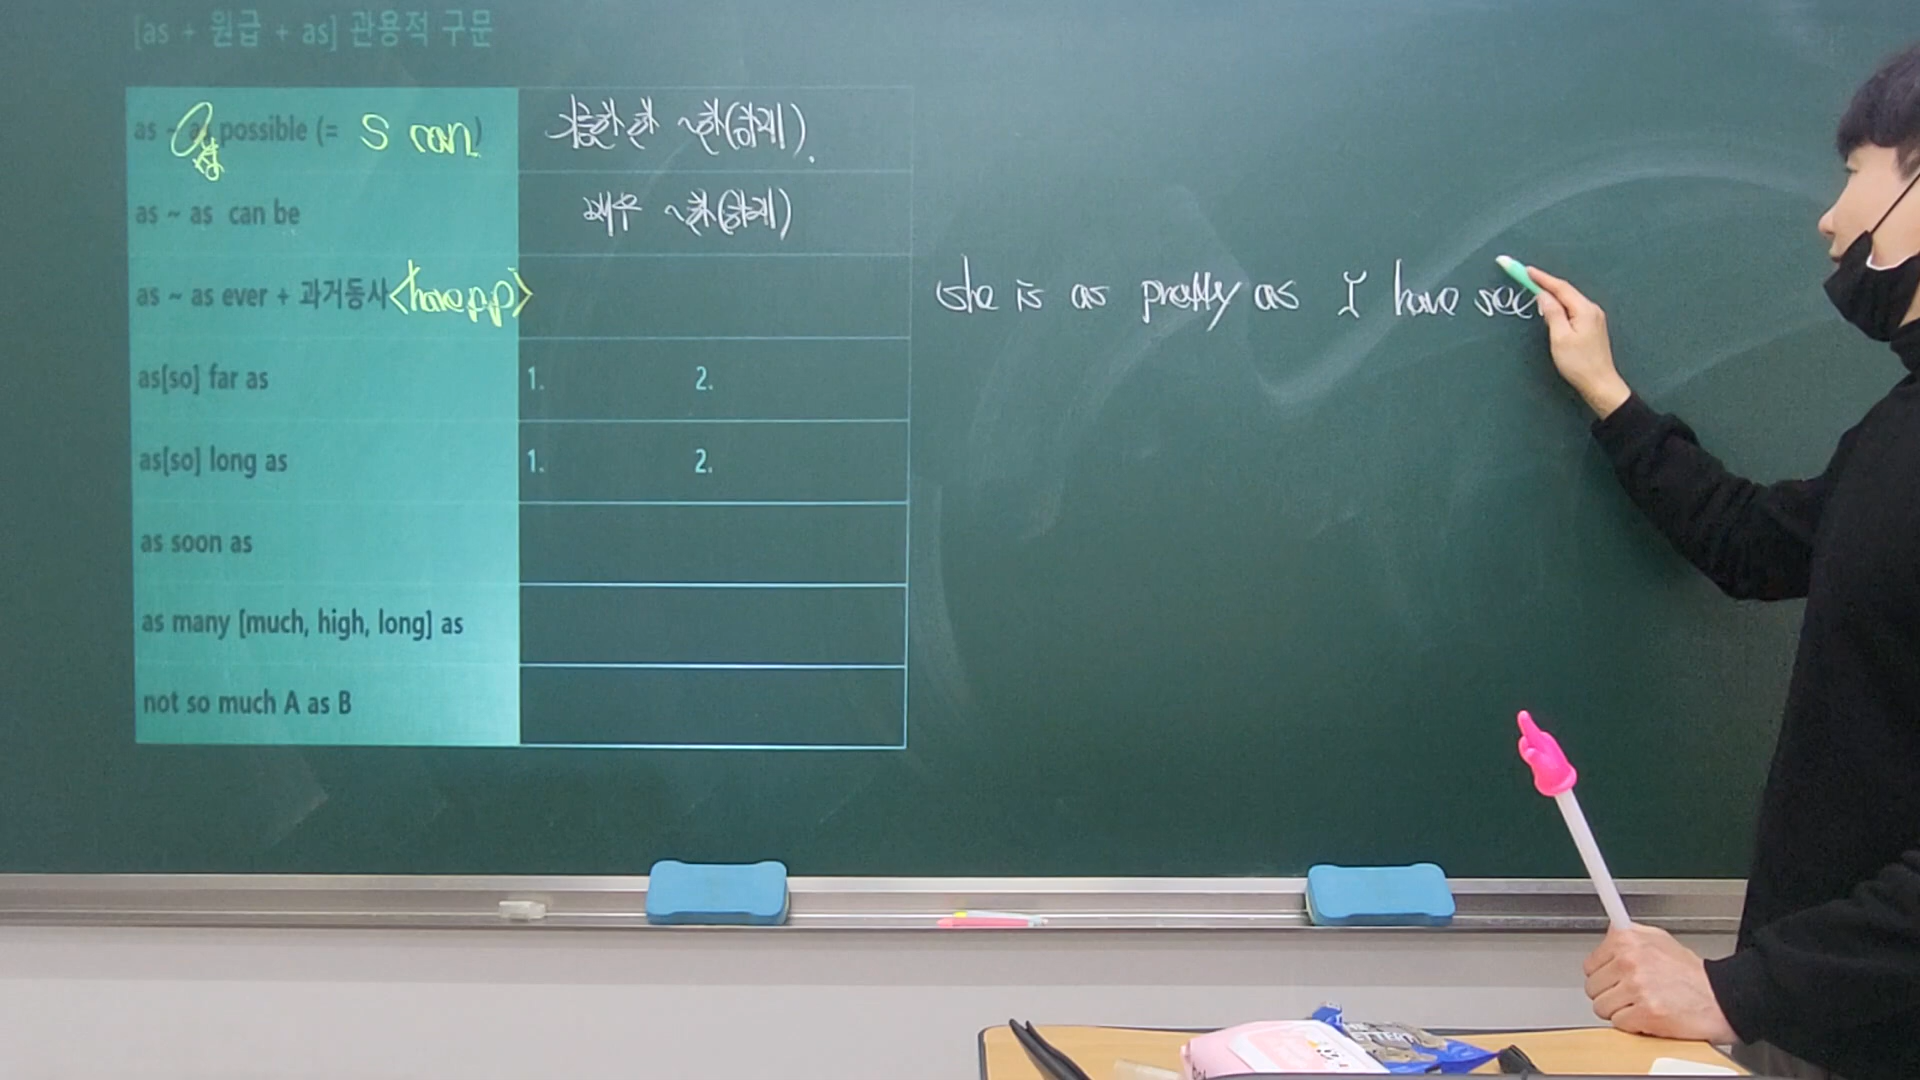 [as + 원급 + as] 관용적 구문
as ~ as possible (= S can) 가능한 한 ~한(하게).
as ~ as can be 매우 ~한(하게)
as ~ as ever + 과거동사 <have p.p>
she is as pretty as I have see
as[so] far as 1. 2.
as[so] long as 1. 2.
as soon as
as many [much, high, long] as
not so much A as B